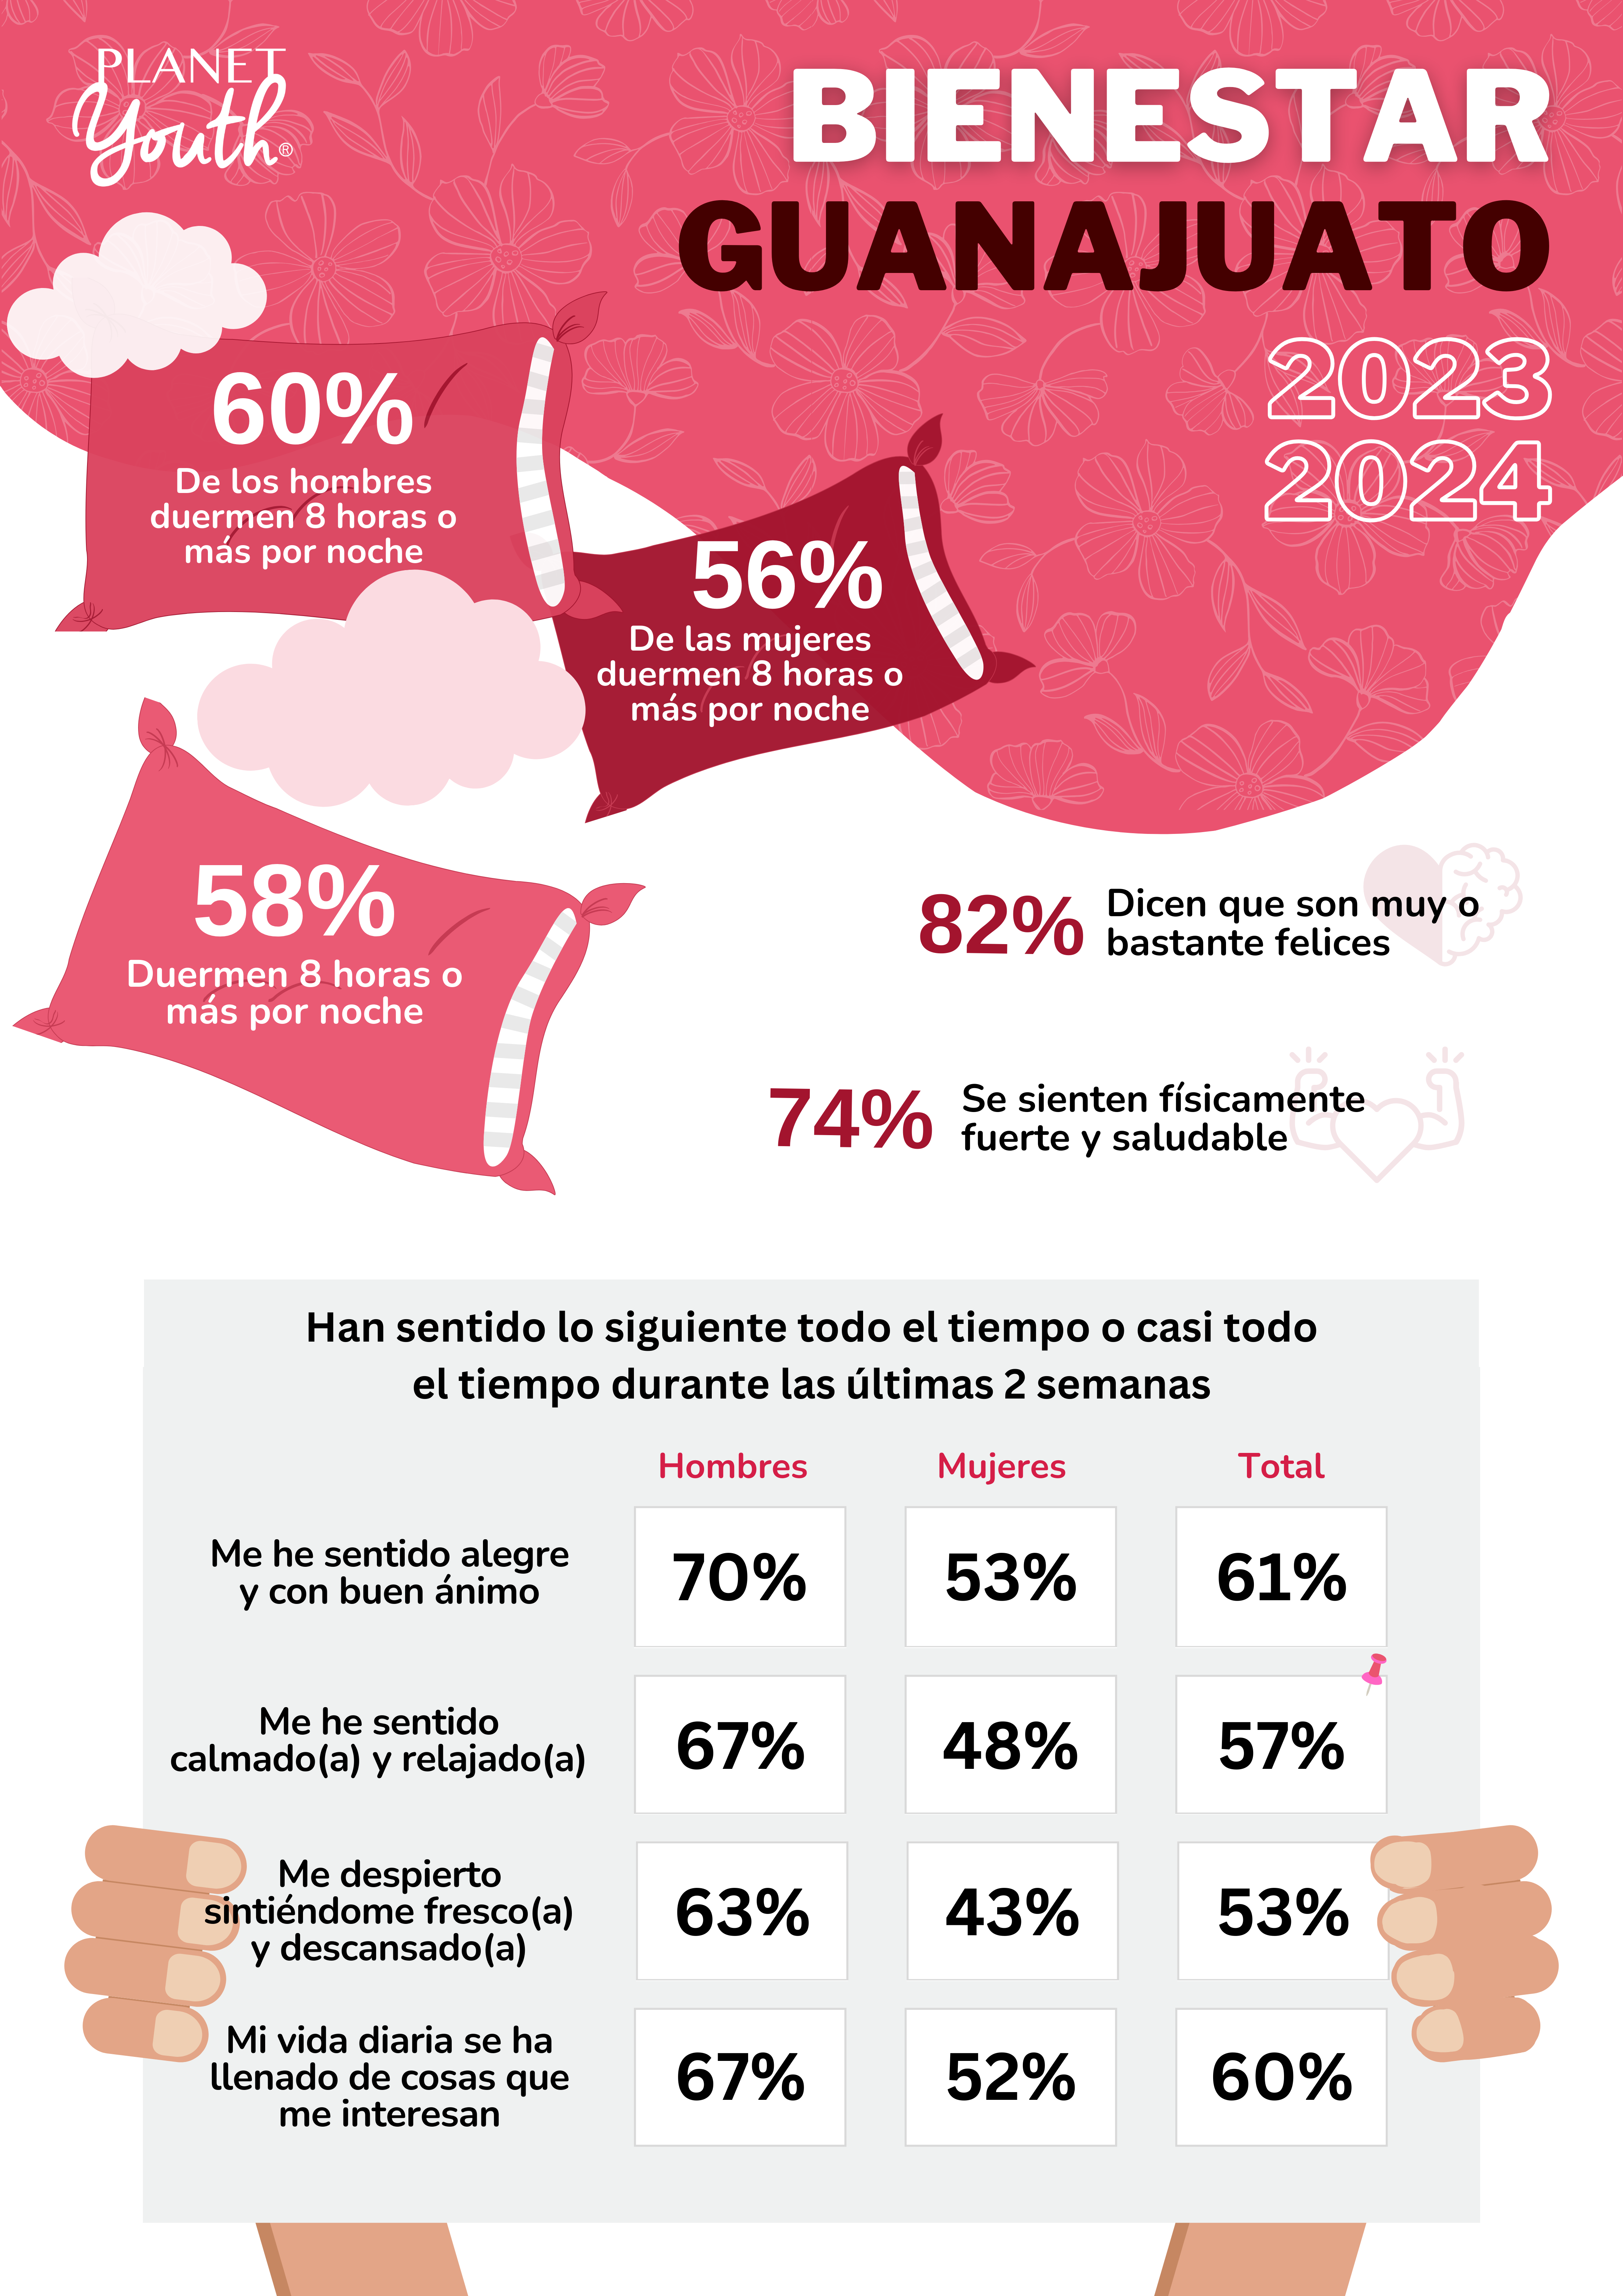 PLANET
Youth®
BIENESTAR
GUANAJUATO
2023
2024
60%
De los hombres
duermen 8 horas o
más por noche
56%
De las mujeres
duermen 8 horas o
más por noche
58%
Duermen 8 horas o
más por noche
82%
Dicen que son muy o
bastante felices
74%
Se sienten físicamente
fuerte y saludable
Han sentido lo siguiente todo el tiempo o casi todo
el tiempo durante las últimas 2 semanas
Hombres Mujeres Total
Me he sentido alegre
y con buen ánimo
70% 53% 61%
Me he sentido
calmado(a) y relajado(a)
67% 48% 57%
Me despierto
sintiéndome fresco(a)
y descansado(a)
63% 43% 53%
Mi vida diaria se ha
llenado de cosas que
me interesan
67% 52% 60%